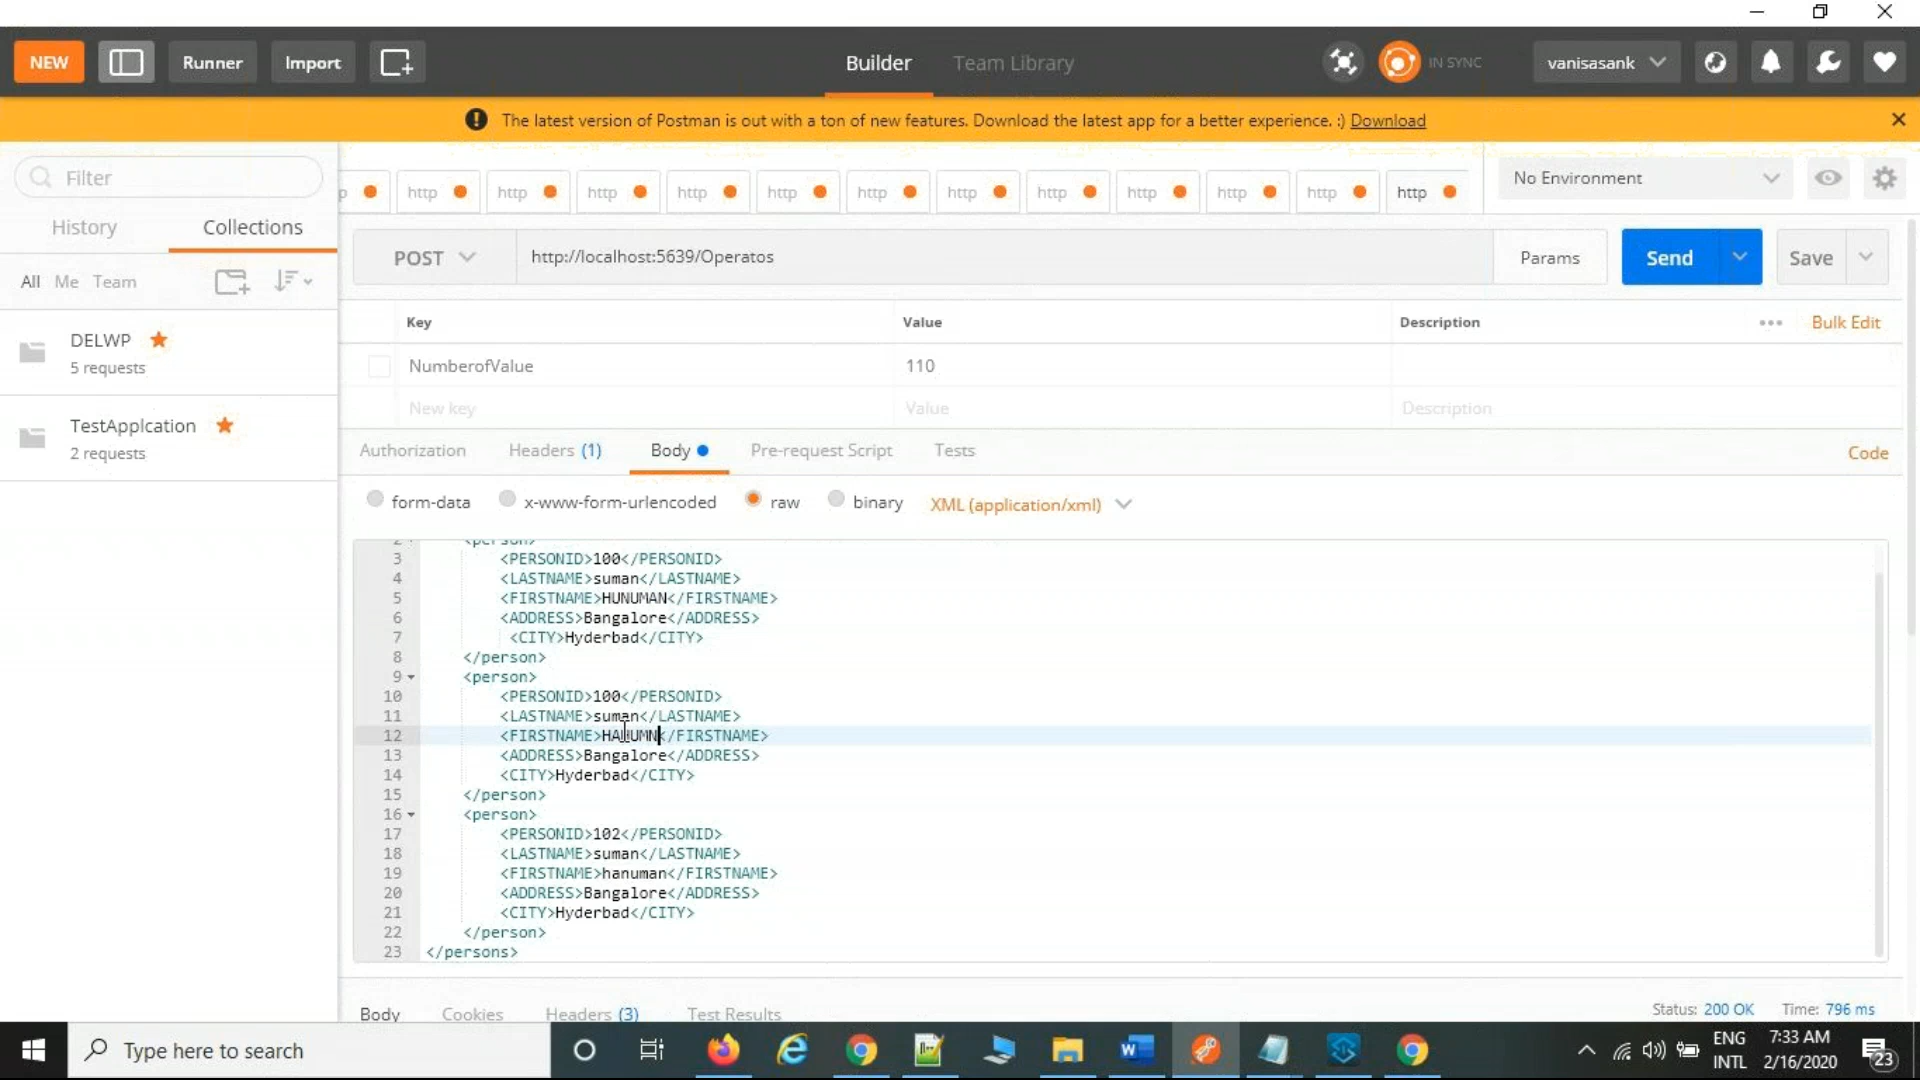 NEW Runner Import Builder Team Library IN SYNC vanisasank
The latest version of Postman is out with a ton of new features. Download the latest app for a better experience. :) Download
Filter
History Collections
All Me Team
DELWP
5 requests
TestApplcation
2 requests
p http http http http http http http http http http http http
No Environment
POST http://localhost:5639/Operatos Params Send Save
Key Value Description Bulk Edit
NumberofValue 110
New key Value Description
Authorization Headers (1) Body Pre-request Script Tests Code
form-data x-www-form-urlencoded raw binary XML (application/xml)
2 <person>
3 <PERSONID>100</PERSONID>
4 <LASTNAME>suman</LASTNAME>
5 <FIRSTNAME>HUNUMAN</FIRSTNAME>
6 <ADDRESS>Bangalore</ADDRESS>
7 <CITY>Hyderbad</CITY>
8 </person>
9 <person>
10 <PERSONID>100</PERSONID>
11 <LASTNAME>suman</LASTNAME>
12 <FIRSTNAME>HANUMN</FIRSTNAME>
13 <ADDRESS>Bangalore</ADDRESS>
14 <CITY>Hyderbad</CITY>
15 </person>
16 <person>
17 <PERSONID>102</PERSONID>
18 <LASTNAME>suman</LASTNAME>
19 <FIRSTNAME>hanuman</FIRSTNAME>
20 <ADDRESS>Bangalore</ADDRESS>
21 <CITY>Hyderbad</CITY>
22 </person>
23 </persons>
Body Cookies Headers (3) Test Results Status: 200 OK Time: 796 ms
Type here to search
ENG
INTL
7:33 AM
2/16/2020
23